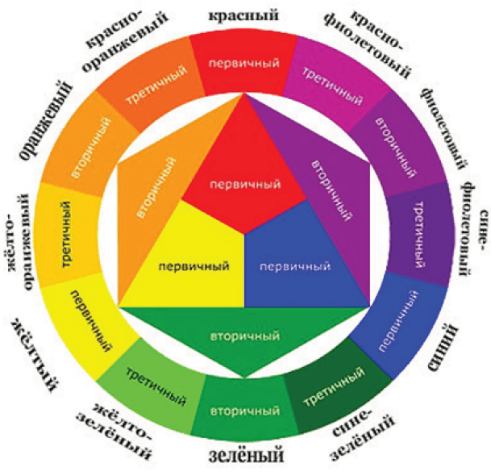 красный
красно-
фиолетовый
фиолетовый
сине-
фиолетовый
синий
сине-
зелёный
зелёный
жёлто-
зелёный
жёлтый
жёлто-
оранжевый
оранжевый
красно-
оранжевый
первичный
третичный
вторичный
третичный
первичный
третичный
вторичный
третичный
первичный
третичный
вторичный
третичный
первичный
вторичный
вторичный
первичный
первичный
вторичный